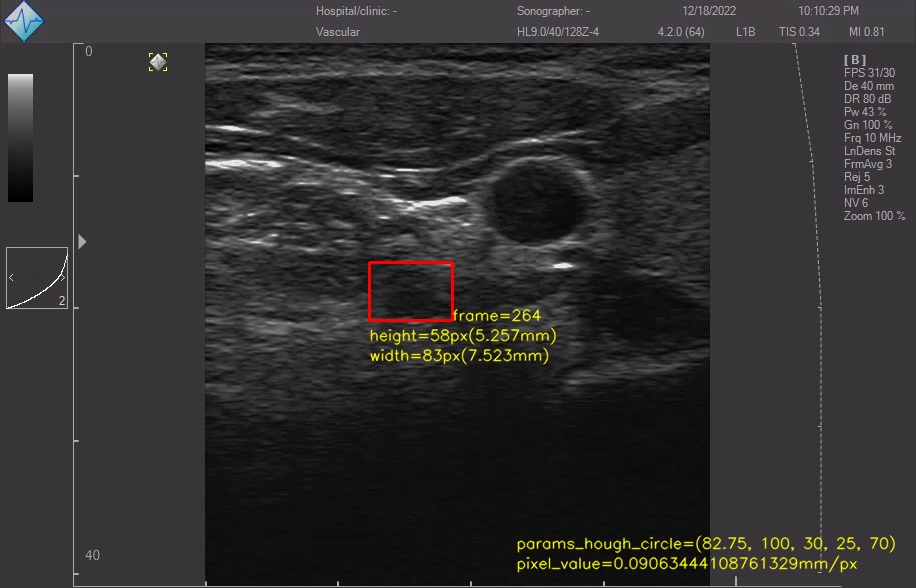 Hospital/clinic: - Sonographer: - 12/18/2022 10:10:29 PM
Vascular HL9.0/40/128Z-4 4.2.0 (64) L1B TIS 0.34 MI 0.81
0
[ B ]
FPS 31/30
De 40 mm
DR 80 dB
Pw 43 %
Gn 100 %
Frq 10 MHz
LnDens St
FrmAvg 3
Rej 5
ImEnh 3
NV 6
Zoom 100 %
2
frame=264
height=58px(5.257mm)
width=83px(7.523mm)
params_hough_circle=(82.75, 100, 30, 25, 70)
40
pixel_value=0.09063444108761329mm/px